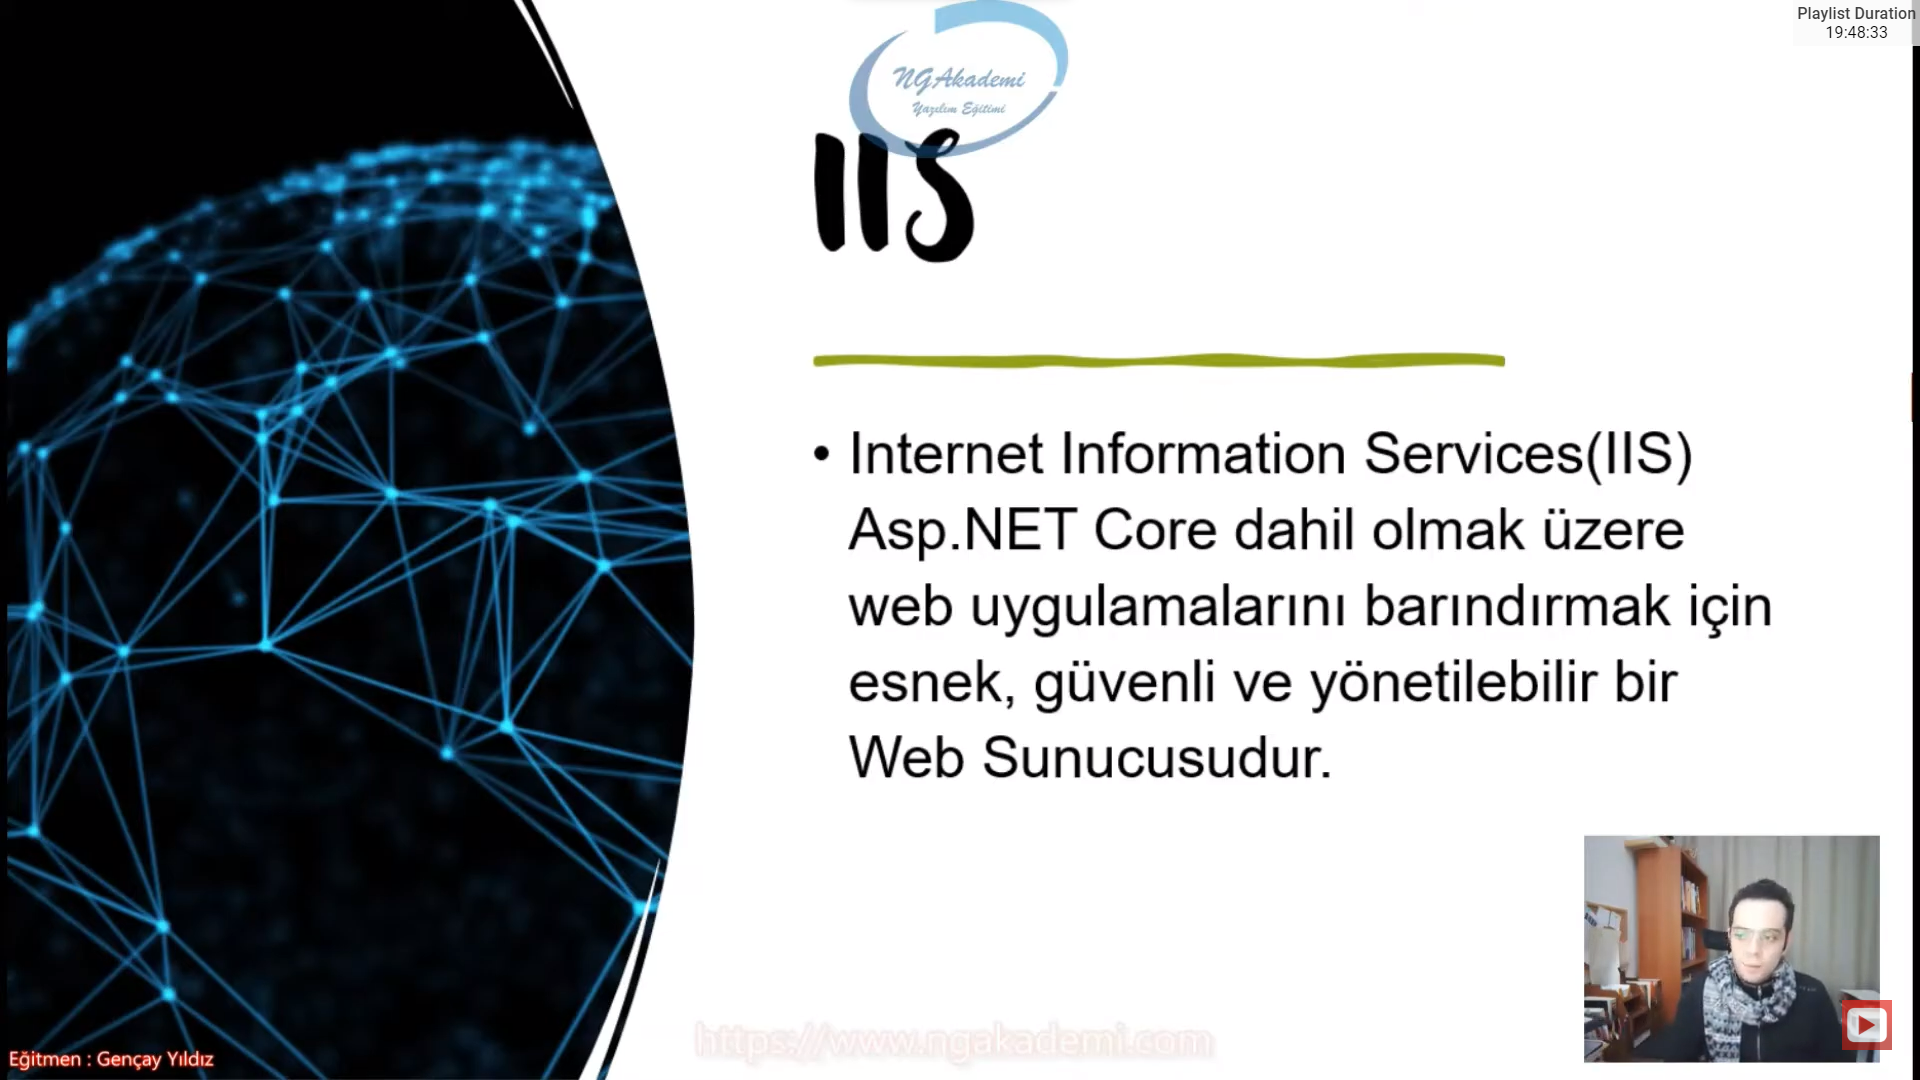 Playlist Duration
19:48:33
NGAkademi
Yazılım Eğitimi
IIS
• Internet Information Services(IIS)
Asp.NET Core dahil olmak üzere
web uygulamalarını barındırmak için
esnek, güvenli ve yönetilebilir bir
Web Sunucusudur.
https://www.ngakademi.com
Eğitmen : Gençay Yıldız